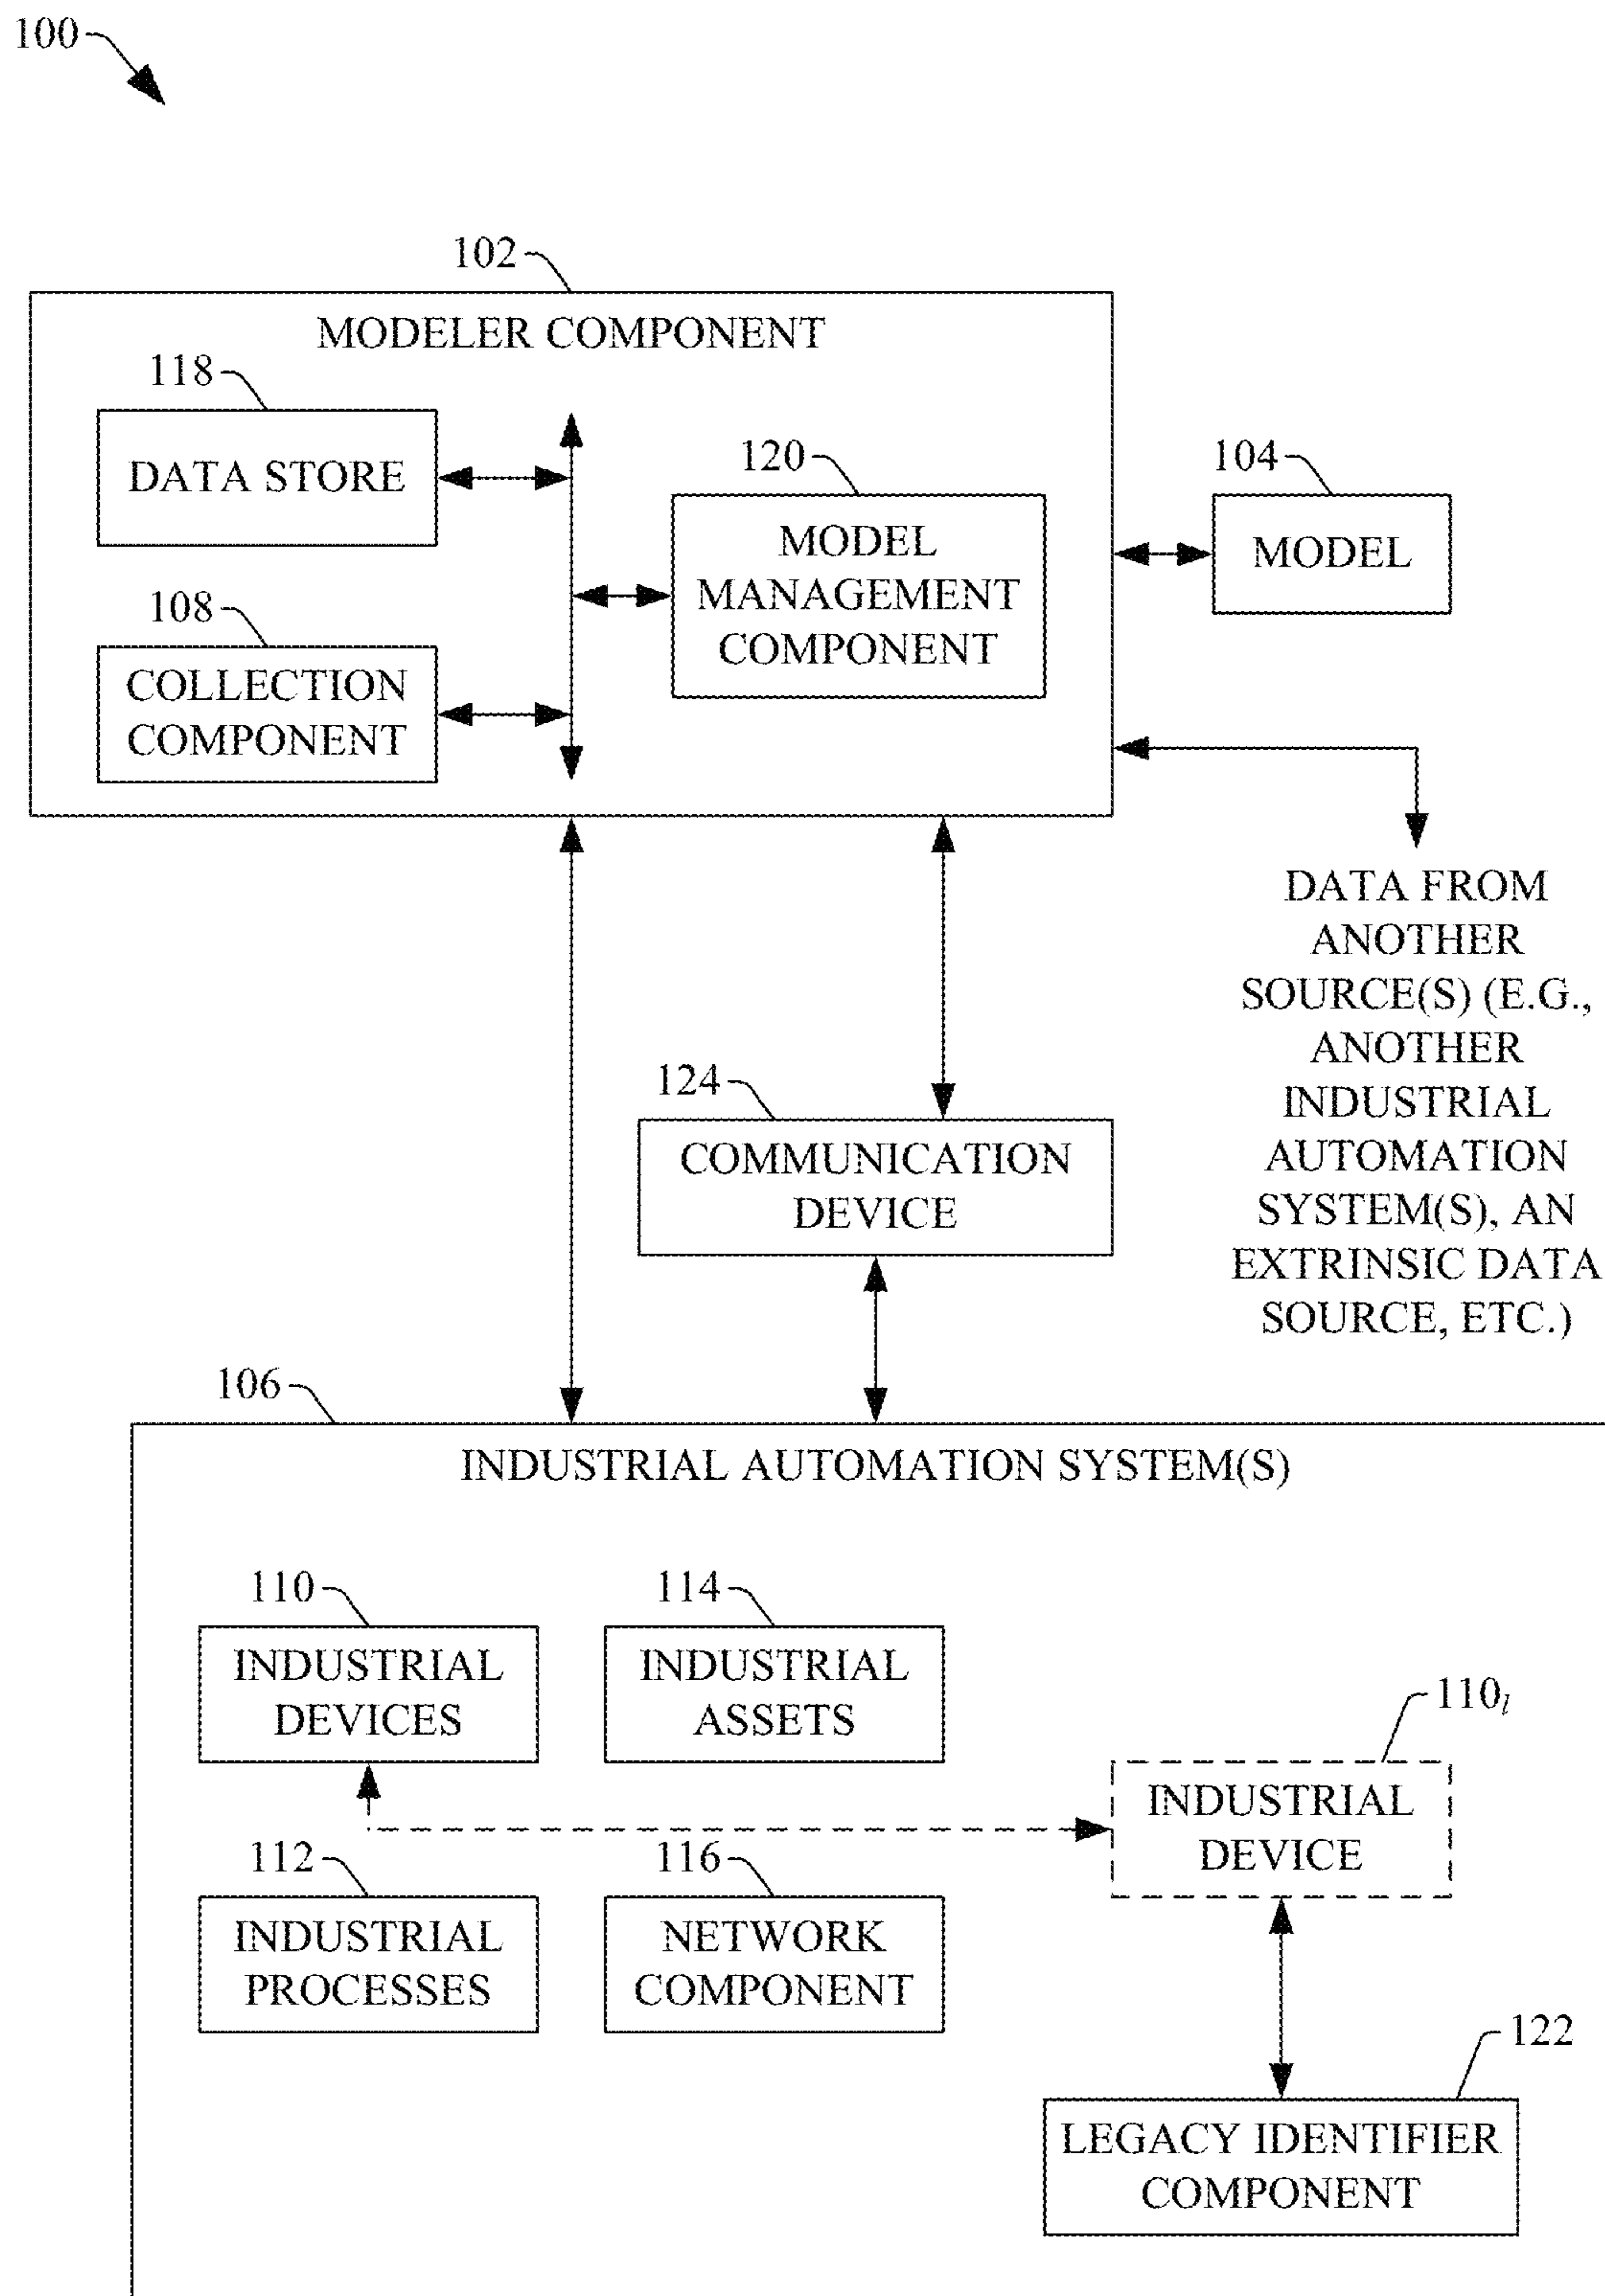 100
102
MODELER COMPONENT
118
DATA STORE
120
MODEL
MANAGEMENT
COMPONENT
104
MODEL
108
COLLECTION
COMPONENT
DATA FROM
ANOTHER
SOURCE(S) (E.G.,
ANOTHER
INDUSTRIAL
AUTOMATION
SYSTEM(S), AN
EXTRINSIC DATA
SOURCE, ETC.)
124
COMMUNICATION
DEVICE
106
INDUSTRIAL AUTOMATION SYSTEM(S)
110
INDUSTRIAL
DEVICES
114
INDUSTRIAL
ASSETS
110l
INDUSTRIAL
DEVICE
112
INDUSTRIAL
PROCESSES
116
NETWORK
COMPONENT
122
LEGACY IDENTIFIER
COMPONENT